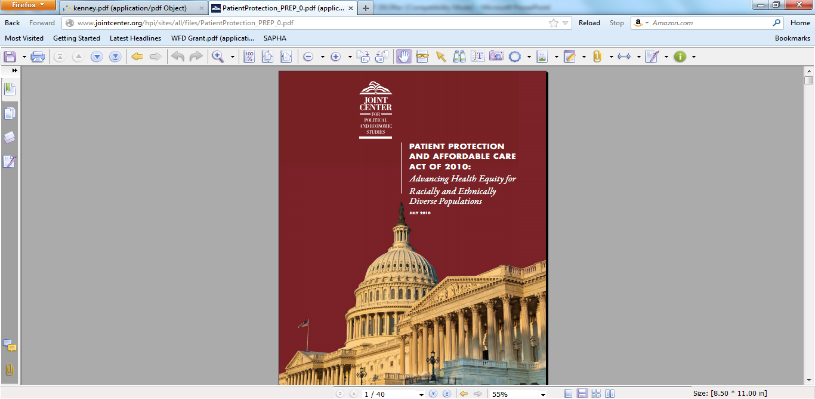 Firefox
kenney.pdf (application/pdf Object)
PatientProtection_PREP_0.pdf (applic...
Back
Forward
www.jointcenter.org/hpi/sites/all/files/PatientProtection_PREP_0.pdf
Reload
Stop
Amazon.com
Home
Most Visited
Getting Started
Latest Headlines
WFD Grant.pdf (applicati...
SAPHA
Bookmarks
JOINT
CENTER
FOR
POLITICAL
AND ECONOMIC
STUDIES
PATIENT PROTECTION
AND AFFORDABLE CARE
ACT OF 2010:
Advancing Health Equity for
Racially and Ethnically
Diverse Populations
JULY 2010
1 / 40
55%
Size: [8.50 * 11.00 in]